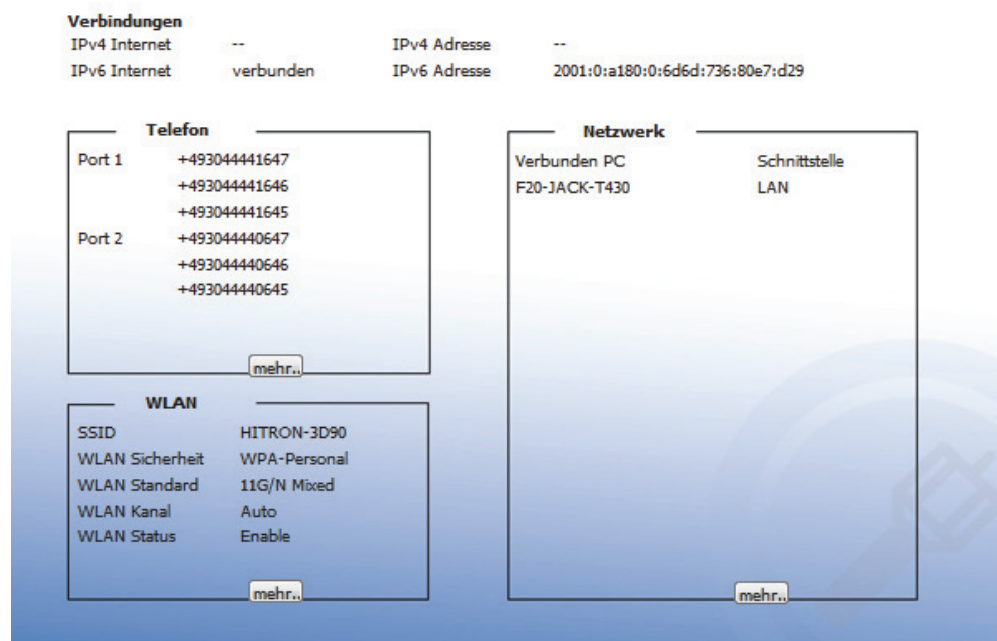 Verbindungen
IPv4 Internet -- IPv4 Adresse --
IPv6 Internet verbunden IPv6 Adresse 2001:0:a180:0:6d6d:736:80e7:d29
Telefon
Port 1 +493044441647
+493044441646
+493044441645
Port 2 +493044440647
+493044440646
+493044440645
mehr..
WLAN
SSID HITRON-3D90
WLAN Sicherheit WPA-Personal
WLAN Standard 11G/N Mixed
WLAN Kanal Auto
WLAN Status Enable
mehr..
Netzwerk
Verbunden PC Schnittstelle
F20-JACK-T430 LAN
mehr..